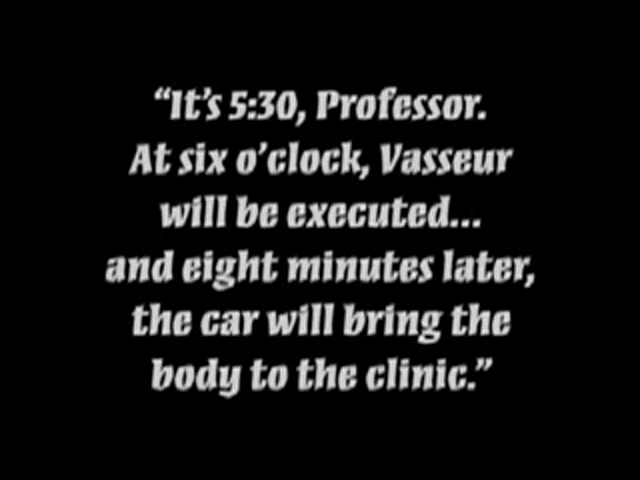 “It’s 5:30, Professor.
At six o’clock, Vasseur
will be executed...
and eight minutes later,
the car will bring the
body to the clinic.”